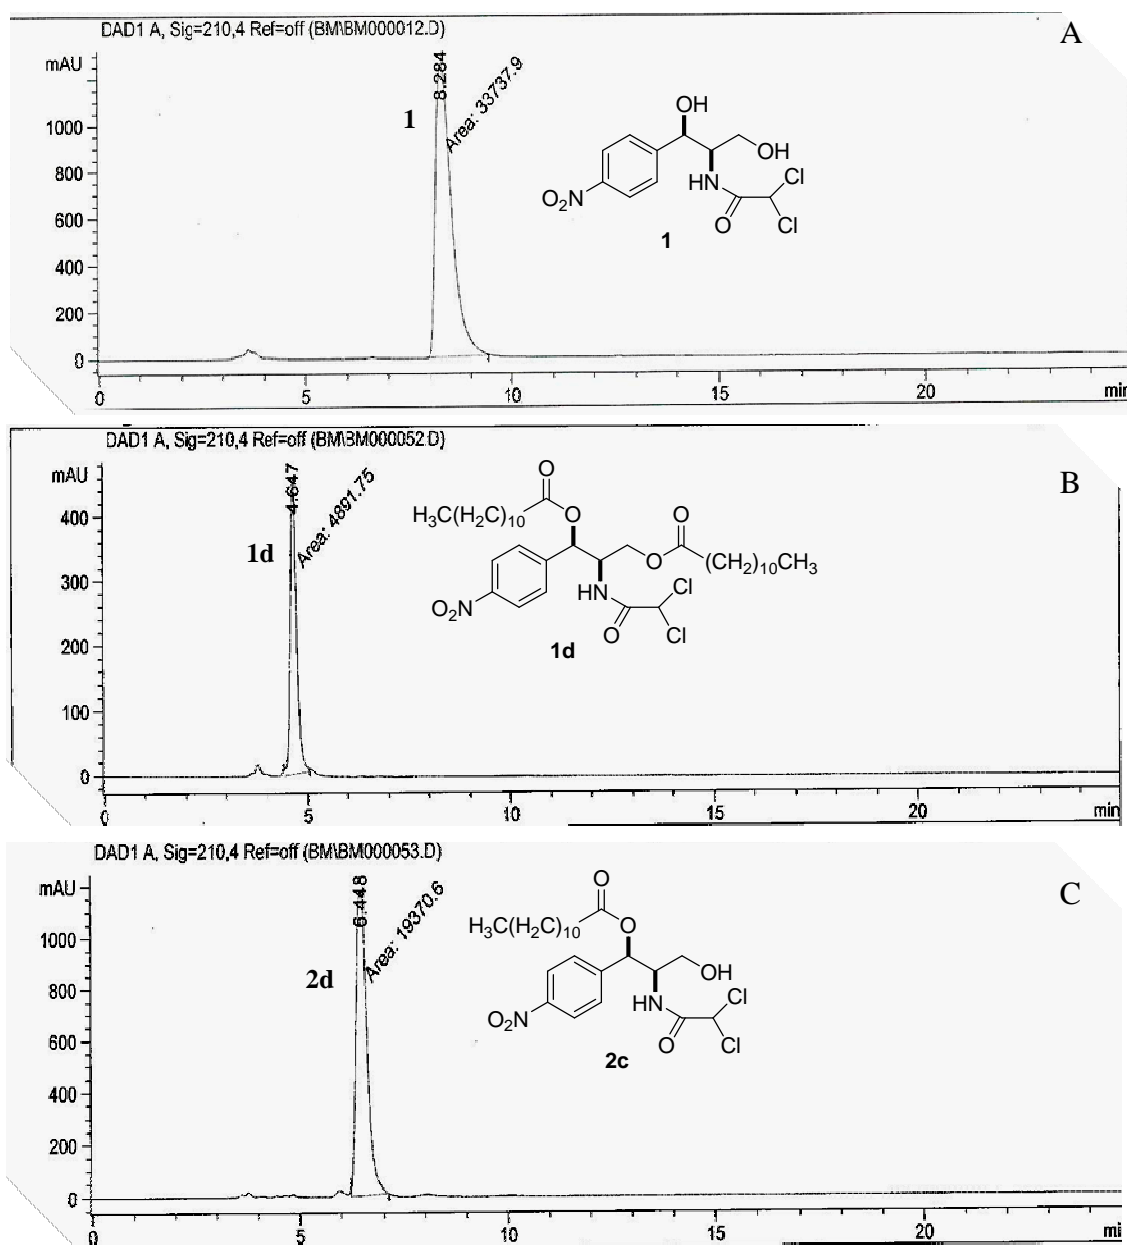 DAD1 A, Sig=210,4 Ref=off (BM\BM000012.D)
A
mAU
8.284
Area: 33737.9
1
1000
800
600
400
200
0
OH
OH
HN
Cl
O2N
O
Cl
1
0 5 10 15 20 min
DAD1 A, Sig=210,4 Ref=off (BM\BM000052.D)
B
mAU
4.647
Area: 4891.75
1d
400
300
200
100
0
O
H3C(H2C)10
O
O
O
(CH2)10CH3
HN
Cl
O2N
O
Cl
1d
0 5 10 15 20 min
DAD1 A, Sig=210,4 Ref=off (BM\BM000053.D)
C
mAU
6.448
Area: 19370.6
2d
1000
800
600
400
200
0
O
H3C(H2C)10
O
OH
HN
Cl
O2N
O
Cl
2c
0 5 10 15 20 mi